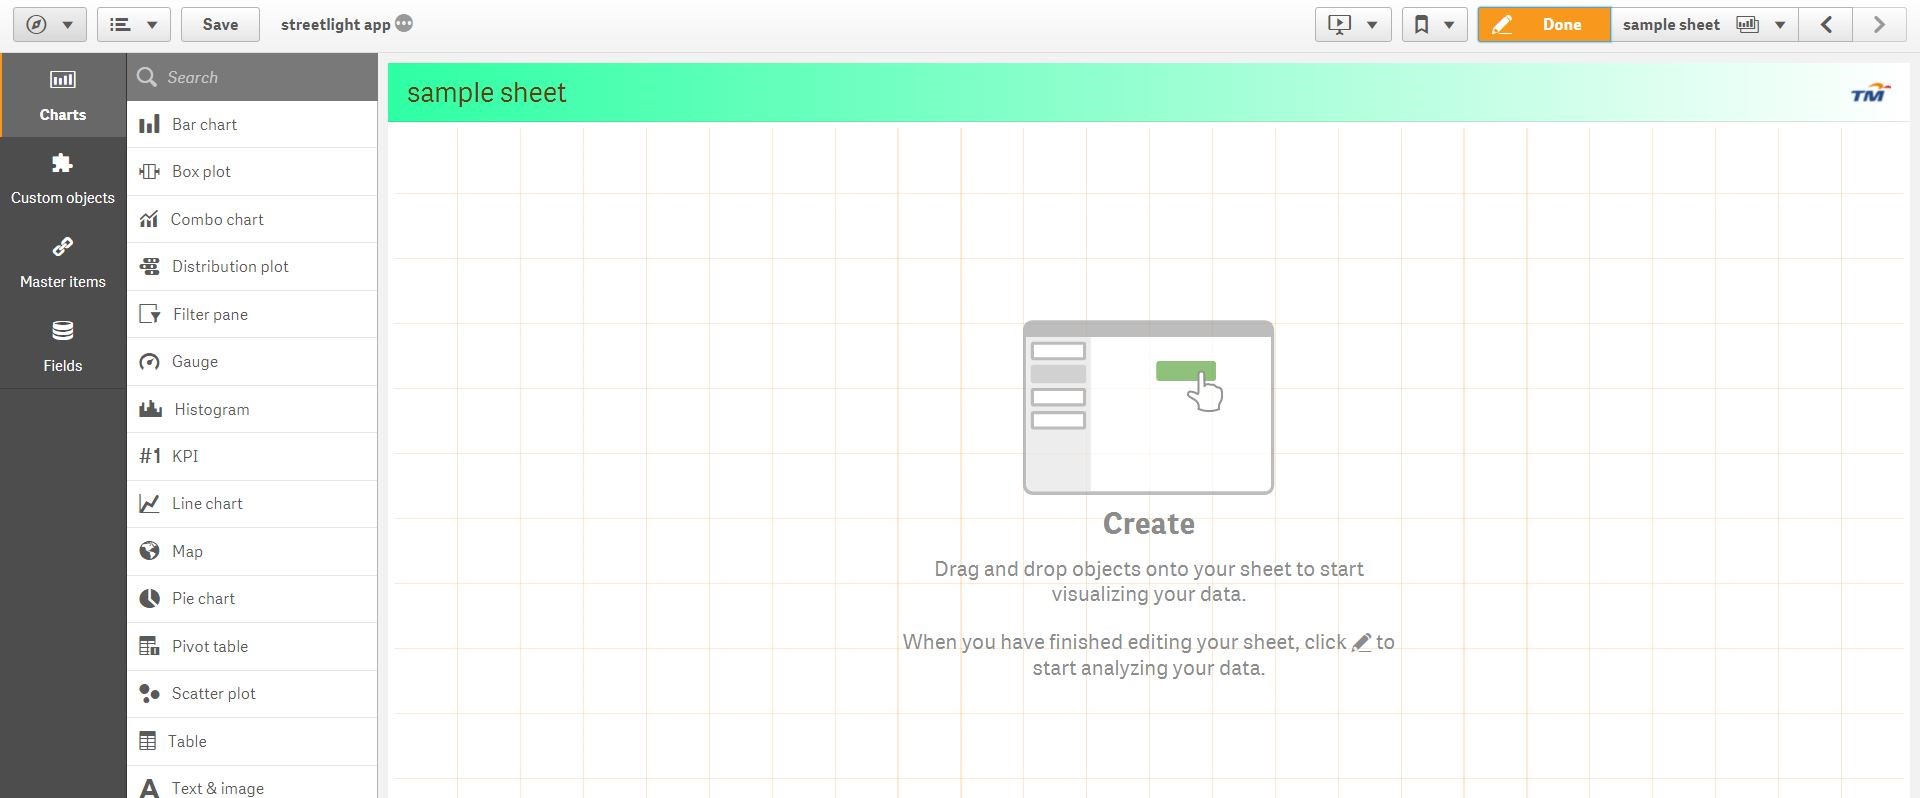 Save
streetlight app
Done
sample sheet
Charts
Custom objects
Master items
Fields
Search
Bar chart
Box plot
Combo chart
Distribution plot
Filter pane
Gauge
Histogram
#1 KPI
Line chart
Map
Pie chart
Pivot table
Scatter plot
Table
A Text & image
sample sheet
TM
Create
Drag and drop objects onto your sheet to start
visualizing your data.
When you have finished editing your sheet, click to
start analyzing your data.